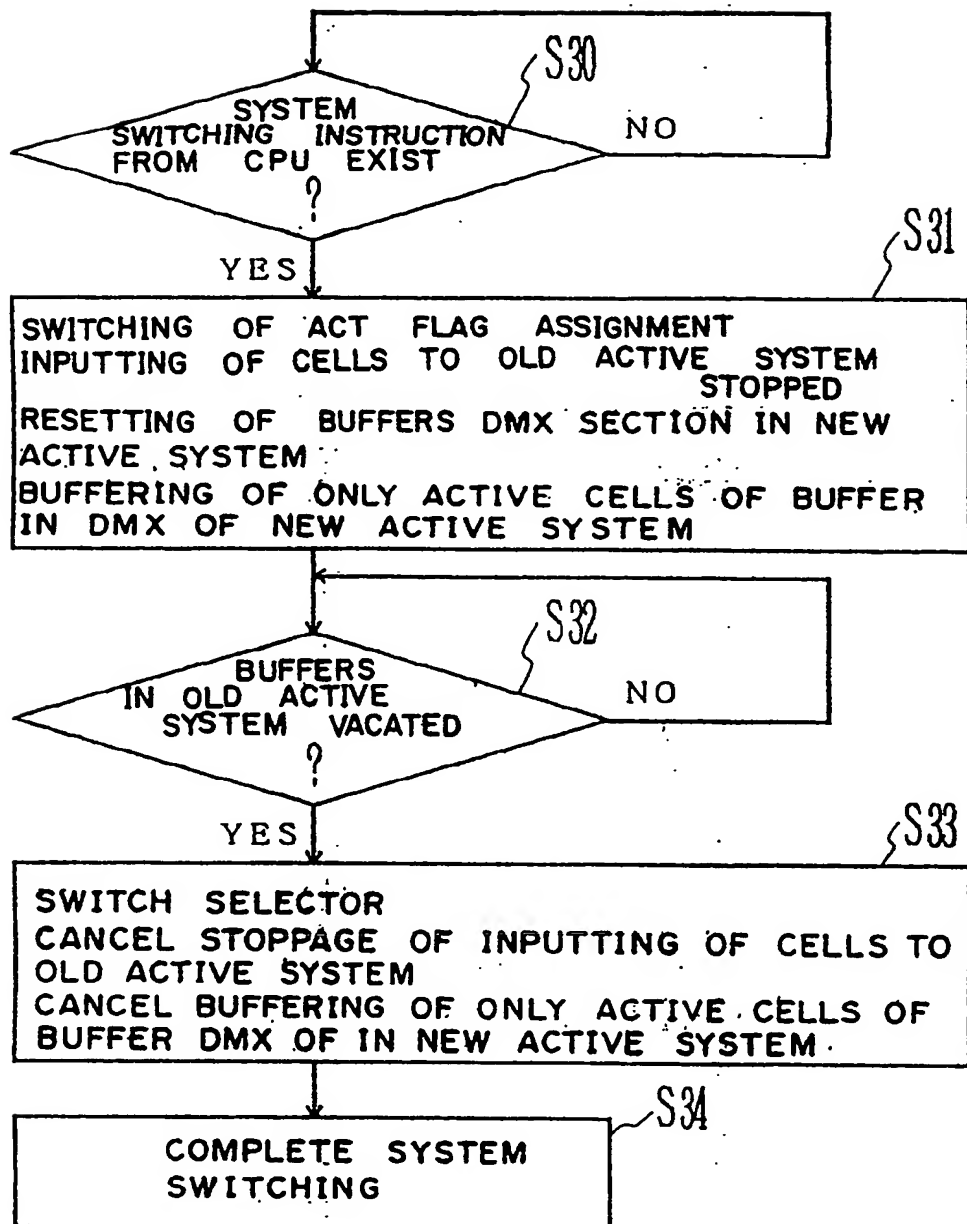 S30
SYSTEM
SWITCHING INSTRUCTION
FROM CPU EXIST
?
NO
YES
S31
SWITCHING OF ACT FLAG ASSIGNMENT
INPUTTING OF CELLS TO OLD ACTIVE SYSTEM
STOPPED
RESETTING OF BUFFERS DMX SECTION IN NEW
ACTIVE SYSTEM
BUFFERING OF ONLY ACTIVE CELLS OF BUFFER
IN DMX OF NEW ACTIVE SYSTEM
S32
BUFFERS
IN OLD ACTIVE
SYSTEM VACATED
?
NO
YES
S33
SWITCH SELECTOR
CANCEL STOPPAGE OF INPUTTING OF CELLS TO
OLD ACTIVE SYSTEM
CANCEL BUFFERING OF ONLY ACTIVE CELLS OF
BUFFER DMX OF IN NEW ACTIVE SYSTEM
S34
COMPLETE SYSTEM
SWITCHING